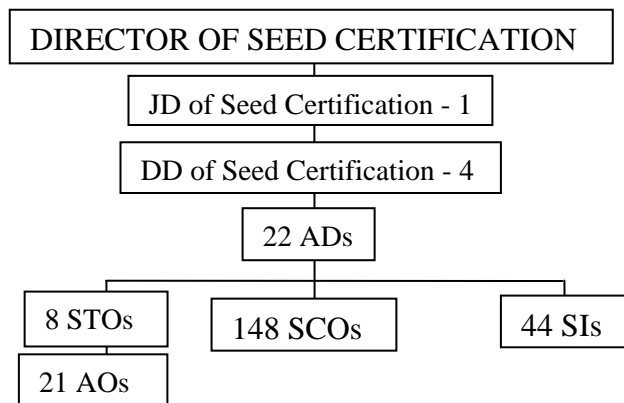 DIRECTOR OF SEED CERTIFICATION
JD of Seed Certification - 1
DD of Seed Certification - 4
22 ADs
8 STOs
148 SCOs
44 SIs
21 AOs